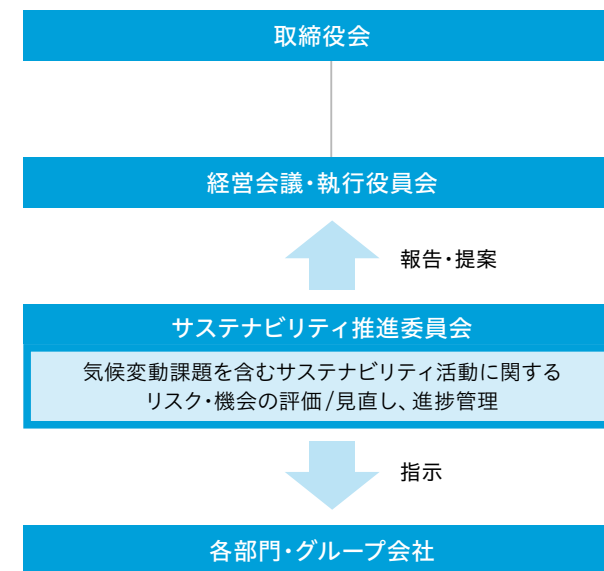 取締役会
経営会議・執行役員会
報告・提案
サステナビリティ推進委員会
気候変動課題を含むサステナビリティ活動に関する
リスク・機会の評価/見直し、進捗管理
指示
各部門・グループ会社